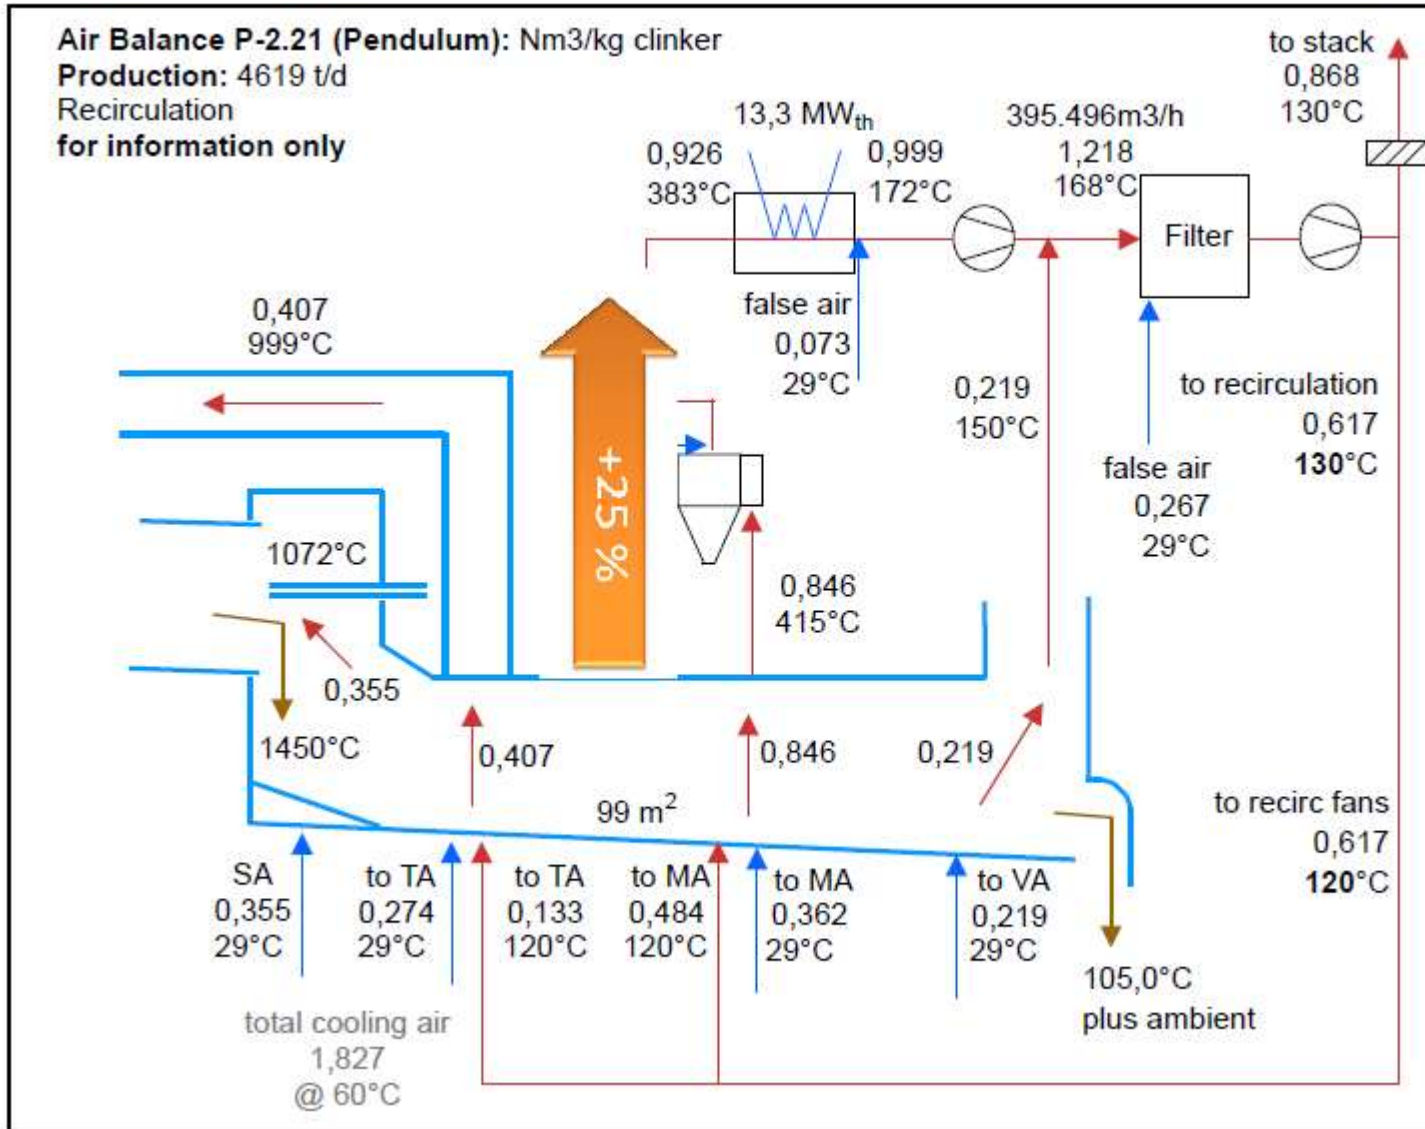 Air Balance P-2.21 (Pendulum): Nm3/kg clinker
Production: 4619 t/d
Recirculation
for information only
to stack
0,868
130°C
13,3 MWth
0,926
383°C
0,999
172°C
395.496m3/h
1,218
168°C
Filter
false air
0,073
29°C
0,407
999°C
0,219
150°C
to recirculation
0,617
130°C
false air
0,267
29°C
+25 %
1072°C
0,846
415°C
0,355
1450°C
0,407
0,846
0,219
99 m2
to recirc fans
0,617
120°C
SA
0,355
29°C
to TA
0,274
29°C
to TA
0,133
120°C
to MA
0,484
120°C
to MA
0,362
29°C
to VA
0,219
29°C
105,0°C
plus ambient
total cooling air
1,827
@ 60°C